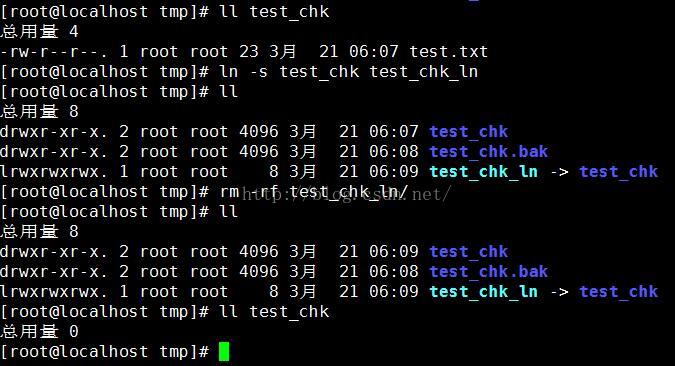 [root@localhost tmp]# ll test_chk
总用量 4
-rw-r--r--. 1 root root 23 3月  21 06:07 test.txt
[root@localhost tmp]# ln -s test_chk test_chk_ln
[root@localhost tmp]# ll
总用量 8
drwxr-xr-x. 2 root root 4096 3月  21 06:07 test_chk
drwxr-xr-x. 2 root root 4096 3月  21 06:08 test_chk.bak
lrwxrwxrwx. 1 root root    8 3月  21 06:09 test_chk_ln -> test_chk
[root@localhost tmp]# rm -rf test_chk_ln/
http://blog.csdn.net/
[root@localhost tmp]# ll
总用量 8
drwxr-xr-x. 2 root root 4096 3月  21 06:09 test_chk
drwxr-xr-x. 2 root root 4096 3月  21 06:08 test_chk.bak
lrwxrwxrwx. 1 root root    8 3月  21 06:09 test_chk_ln -> test_chk
[root@localhost tmp]# ll test_chk
总用量 0
[root@localhost tmp]#